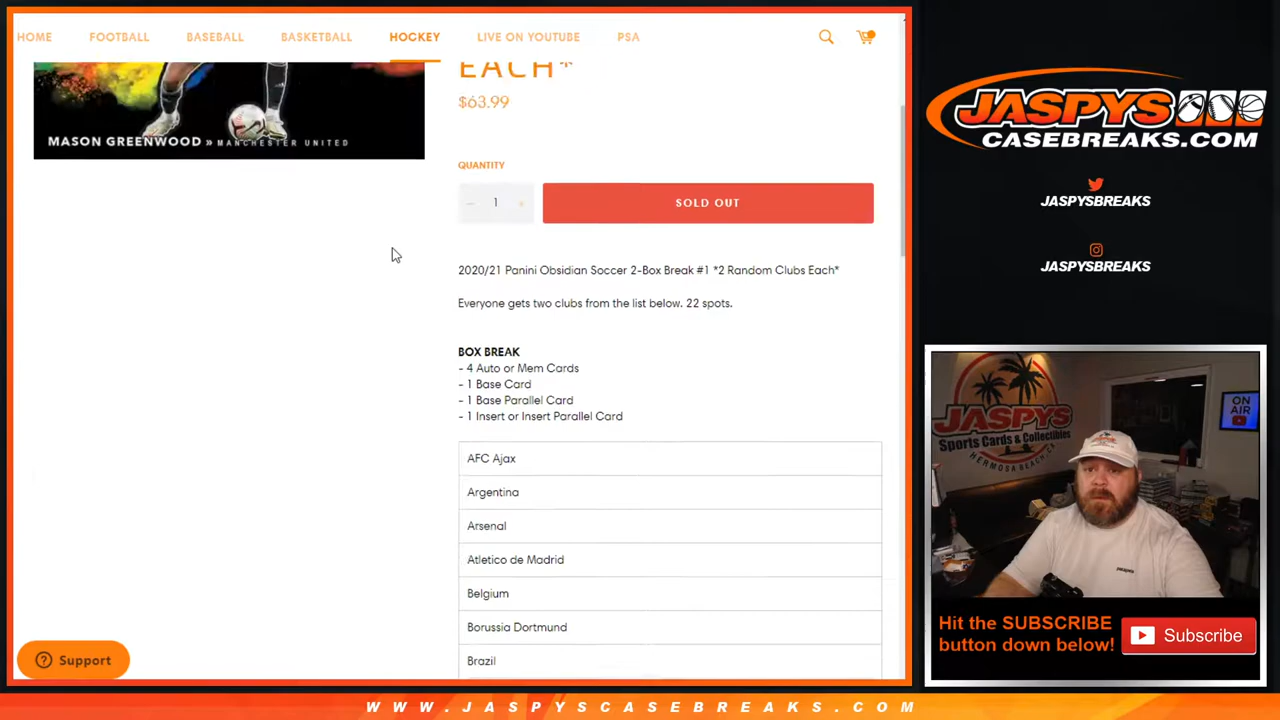 HOME FOOTBALL BASEBALL BASKETBALL HOCKEY LIVE ON YOUTUBE PSA
EACH*
$63.99
MASON GREENWOOD » MANCHESTER UNITED
QUANTITY
− 1 +
SOLD OUT
2020/21 Panini Obsidian Soccer 2-Box Break #1 *2 Random Clubs Each*
Everyone gets two clubs from the list below. 22 spots.
BOX BREAK
- 4 Auto or Mem Cards
- 1 Base Card
- 1 Base Parallel Card
- 1 Insert or Insert Parallel Card
AFC Ajax
Argentina
Arsenal
Atletico de Madrid
Belgium
Borussia Dortmund
Brazil
? Support
JASPYS
CASEBREAKS.COM
JASPYSBREAKS
JASPYSBREAKS
JASPYS
Sports Cards & Collectibles
HERMOSA BEACH, CA
ON
AIR
Hit the SUBSCRIBE
button down below!
Subscribe
WWW.JASPYSCASEBREAKS.COM